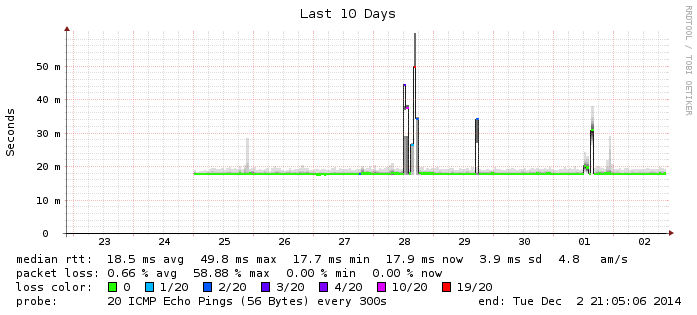 Last 10 Days
RRDTOOL / TOBI OETIKER
Seconds
50 m
40 m
30 m
20 m
10 m
0
23 24 25 26 27 28 29 30 01 02
median rtt: 18.5 ms avg 49.8 ms max 17.7 ms min 17.9 ms now 3.9 ms sd 4.8 am/s
packet loss: 0.66 % avg 58.88 % max 0.00 % min 0.00 % now
loss color: 0 1/20 2/20 3/20 4/20 10/20 19/20
probe: 20 ICMP Echo Pings (56 Bytes) every 300s end: Tue Dec 2 21:05:06 2014